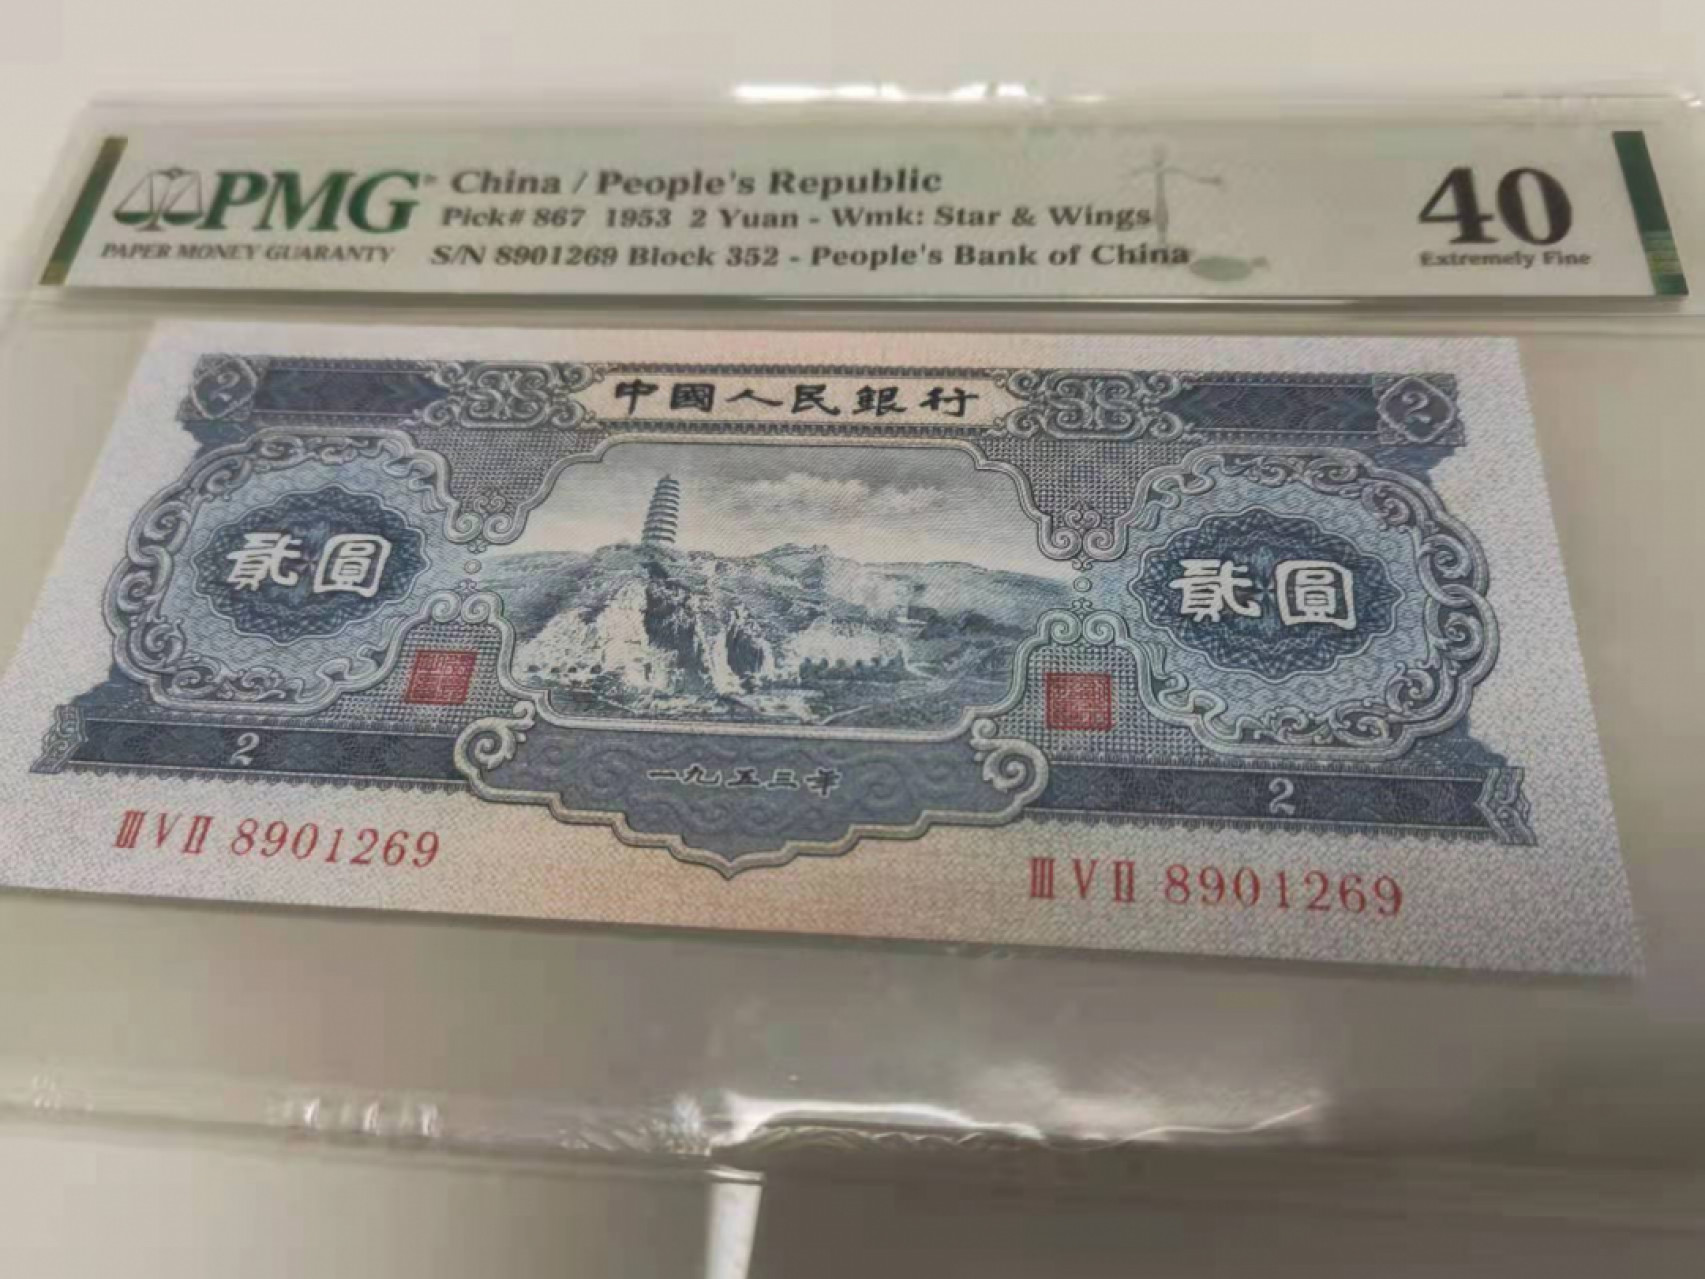 PMG China / People's Republic
Pick# 867 1953 2 Yuan - Wmk: Star & Wings
PAPER MONEY GUARANTY S/N 8901269 Block 352 - People's Bank of China
40
Extremely Fine
2 中國人民銀行 2
貳圓 貳圓
2 一九五三年 2
III V II 8901269
III V II 8901269